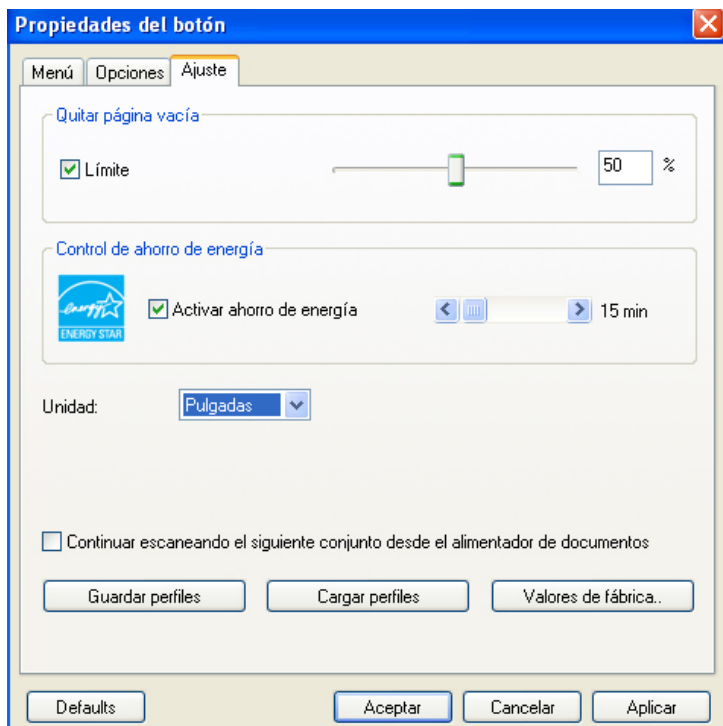 Propiedades del botón
Menú Opciones Ajuste
Quitar página vacía
Límite 50 %
Control de ahorro de energía
energy
ENERGY STAR
Activar ahorro de energía 15 min
Unidad: Pulgadas
Continuar escaneando el siguiente conjunto desde el alimentador de documentos
Guardar perfiles Cargar perfiles Valores de fábrica..
Defaults Aceptar Cancelar Aplicar